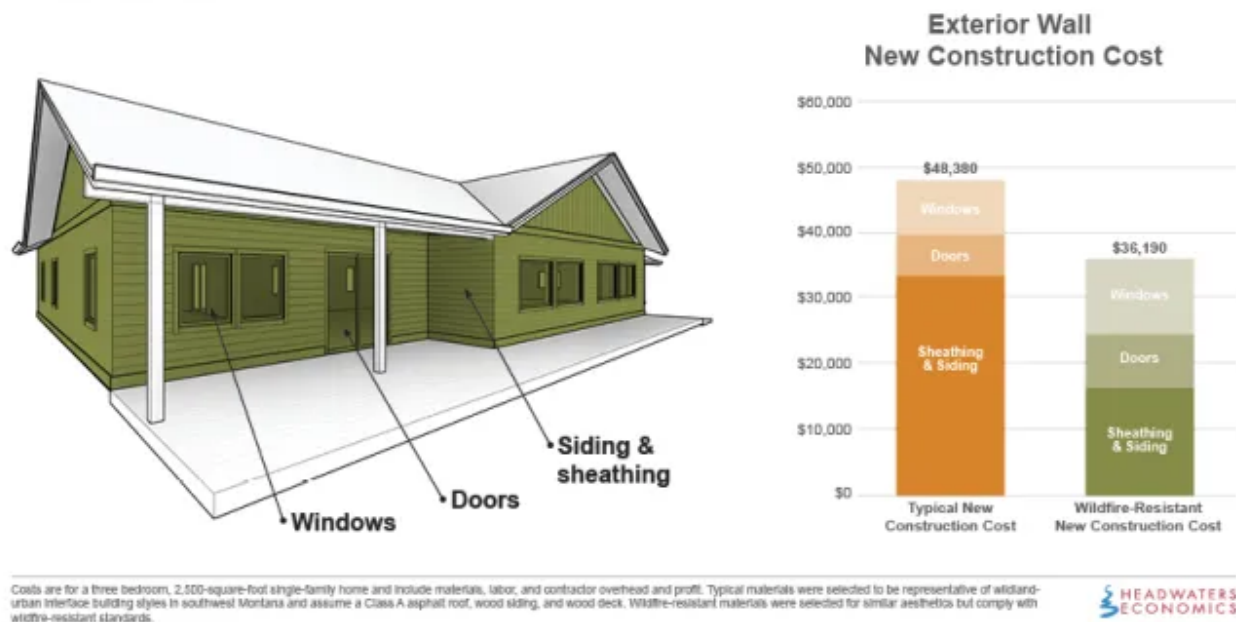 Exterior Wall
New Construction Cost
$60,000
$50,000
$40,000
$30,000
$20,000
$10,000
$0
$48,380
Windows
Doors
Sheathing
& Siding
$36,190
Windows
Doors
Sheathing
& Siding
Typical New
Construction Cost
Wildfire-Resistant
New Construction Cost
Siding &
sheathing
Doors
Windows
Costs are for a three bedroom, 2,500-square-foot single-family home and include materials, labor, and contractor overhead and profit. Typical materials were selected to be representative of wildland-
urban interface building styles in southwest Montana and assume a Class A asphalt roof, wood siding, and wood deck. Wildfire-resistant materials were selected for similar aesthetics but comply with
wildfire-resistant standards.
HEADWATERS
ECONOMICS